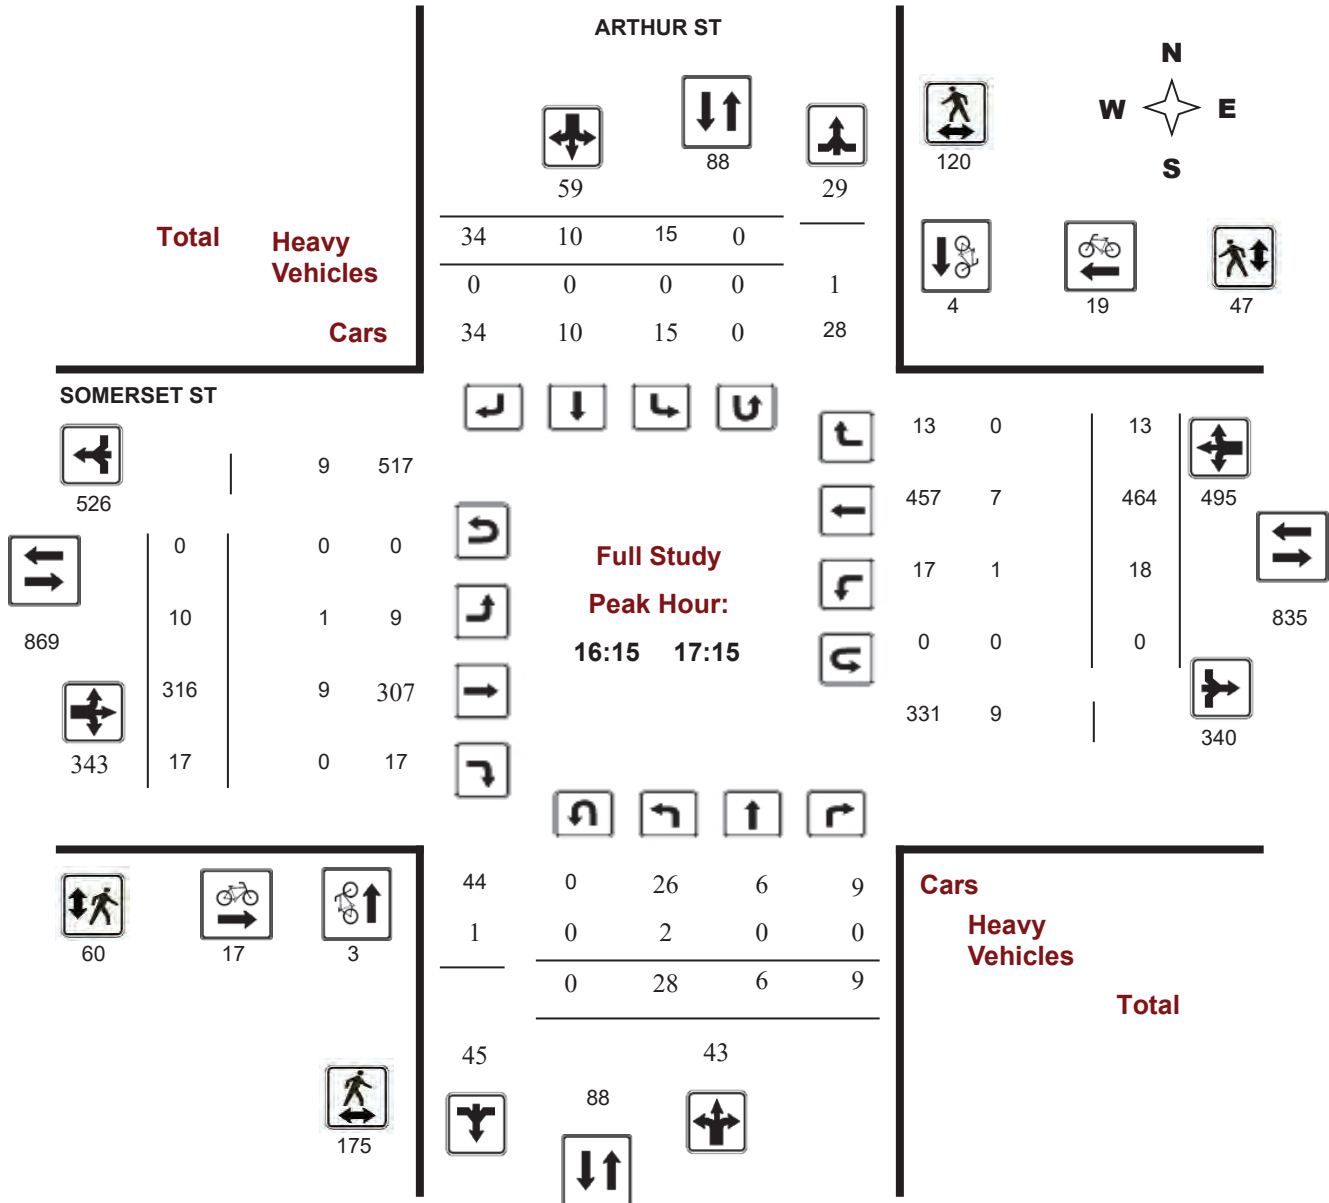 ARTHUR ST
N
W E
S
59
88
29
120
Total
Heavy
Vehicles
Cars
34 10 15 0
0 0 0 0 1
34 10 15 0 28
4 19 47
SOMERSET ST
526
9 517
0 0 0
10 1 9
869
316 9 307
343
17 0 17
Full Study
Peak Hour:
16:15 17:15
13 0 13
457 7 464 495
17 1 18
835
0 0 0
331 9
340
60 17 3
175
44 0 26 6 9
1 0 2 0 0
0 28 6 9
45 43
88
Cars
Heavy
Vehicles
Total